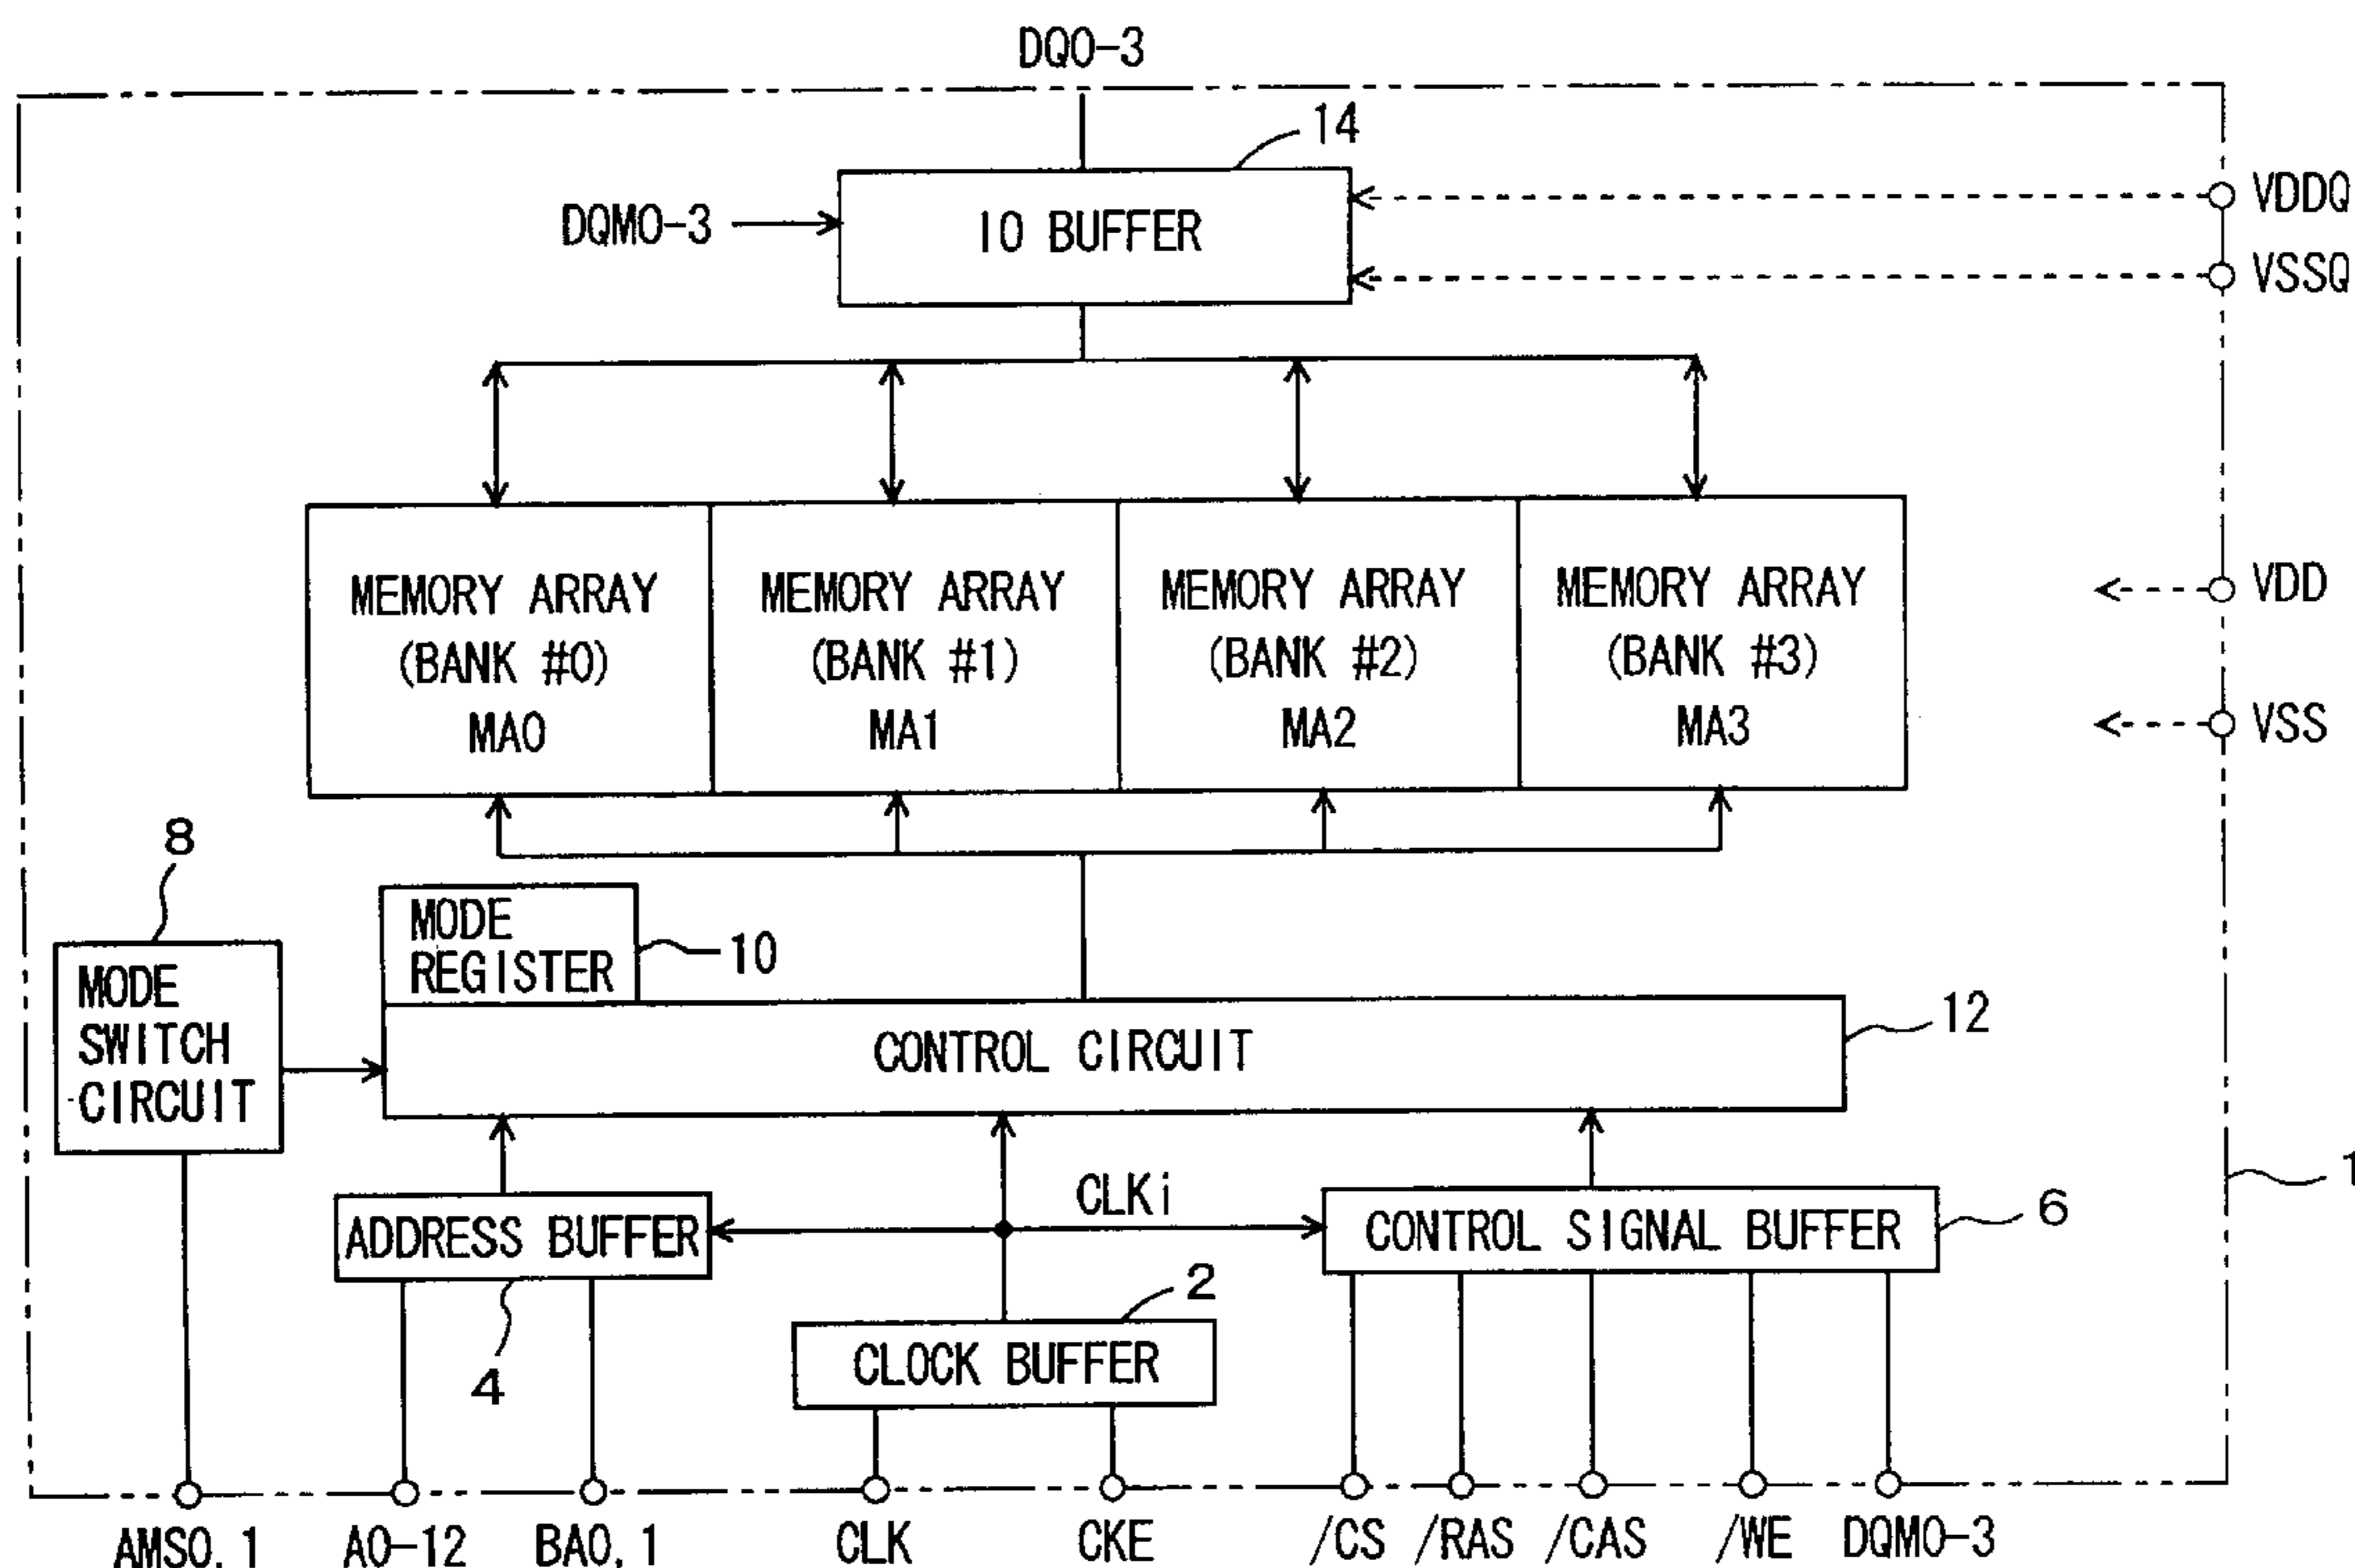 DQ0-3
14
DQM0-3
IO BUFFER
VDDQ
VSSQ
MEMORY ARRAY
(BANK #0)
MA0
MEMORY ARRAY
(BANK #1)
MA1
MEMORY ARRAY
(BANK #2)
MA2
MEMORY ARRAY
(BANK #3)
MA3
VDD
VSS
8
MODE
SWITCH
CIRCUIT
MODE
REGISTER
10
CONTROL CIRCUIT
12
1
ADDRESS BUFFER
4
CLKi
CONTROL SIGNAL BUFFER
6
2
CLOCK BUFFER
AMS0,1
A0-12
BA0,1
CLK
CKE
/CS
/RAS
/CAS
/WE
DQM0-3